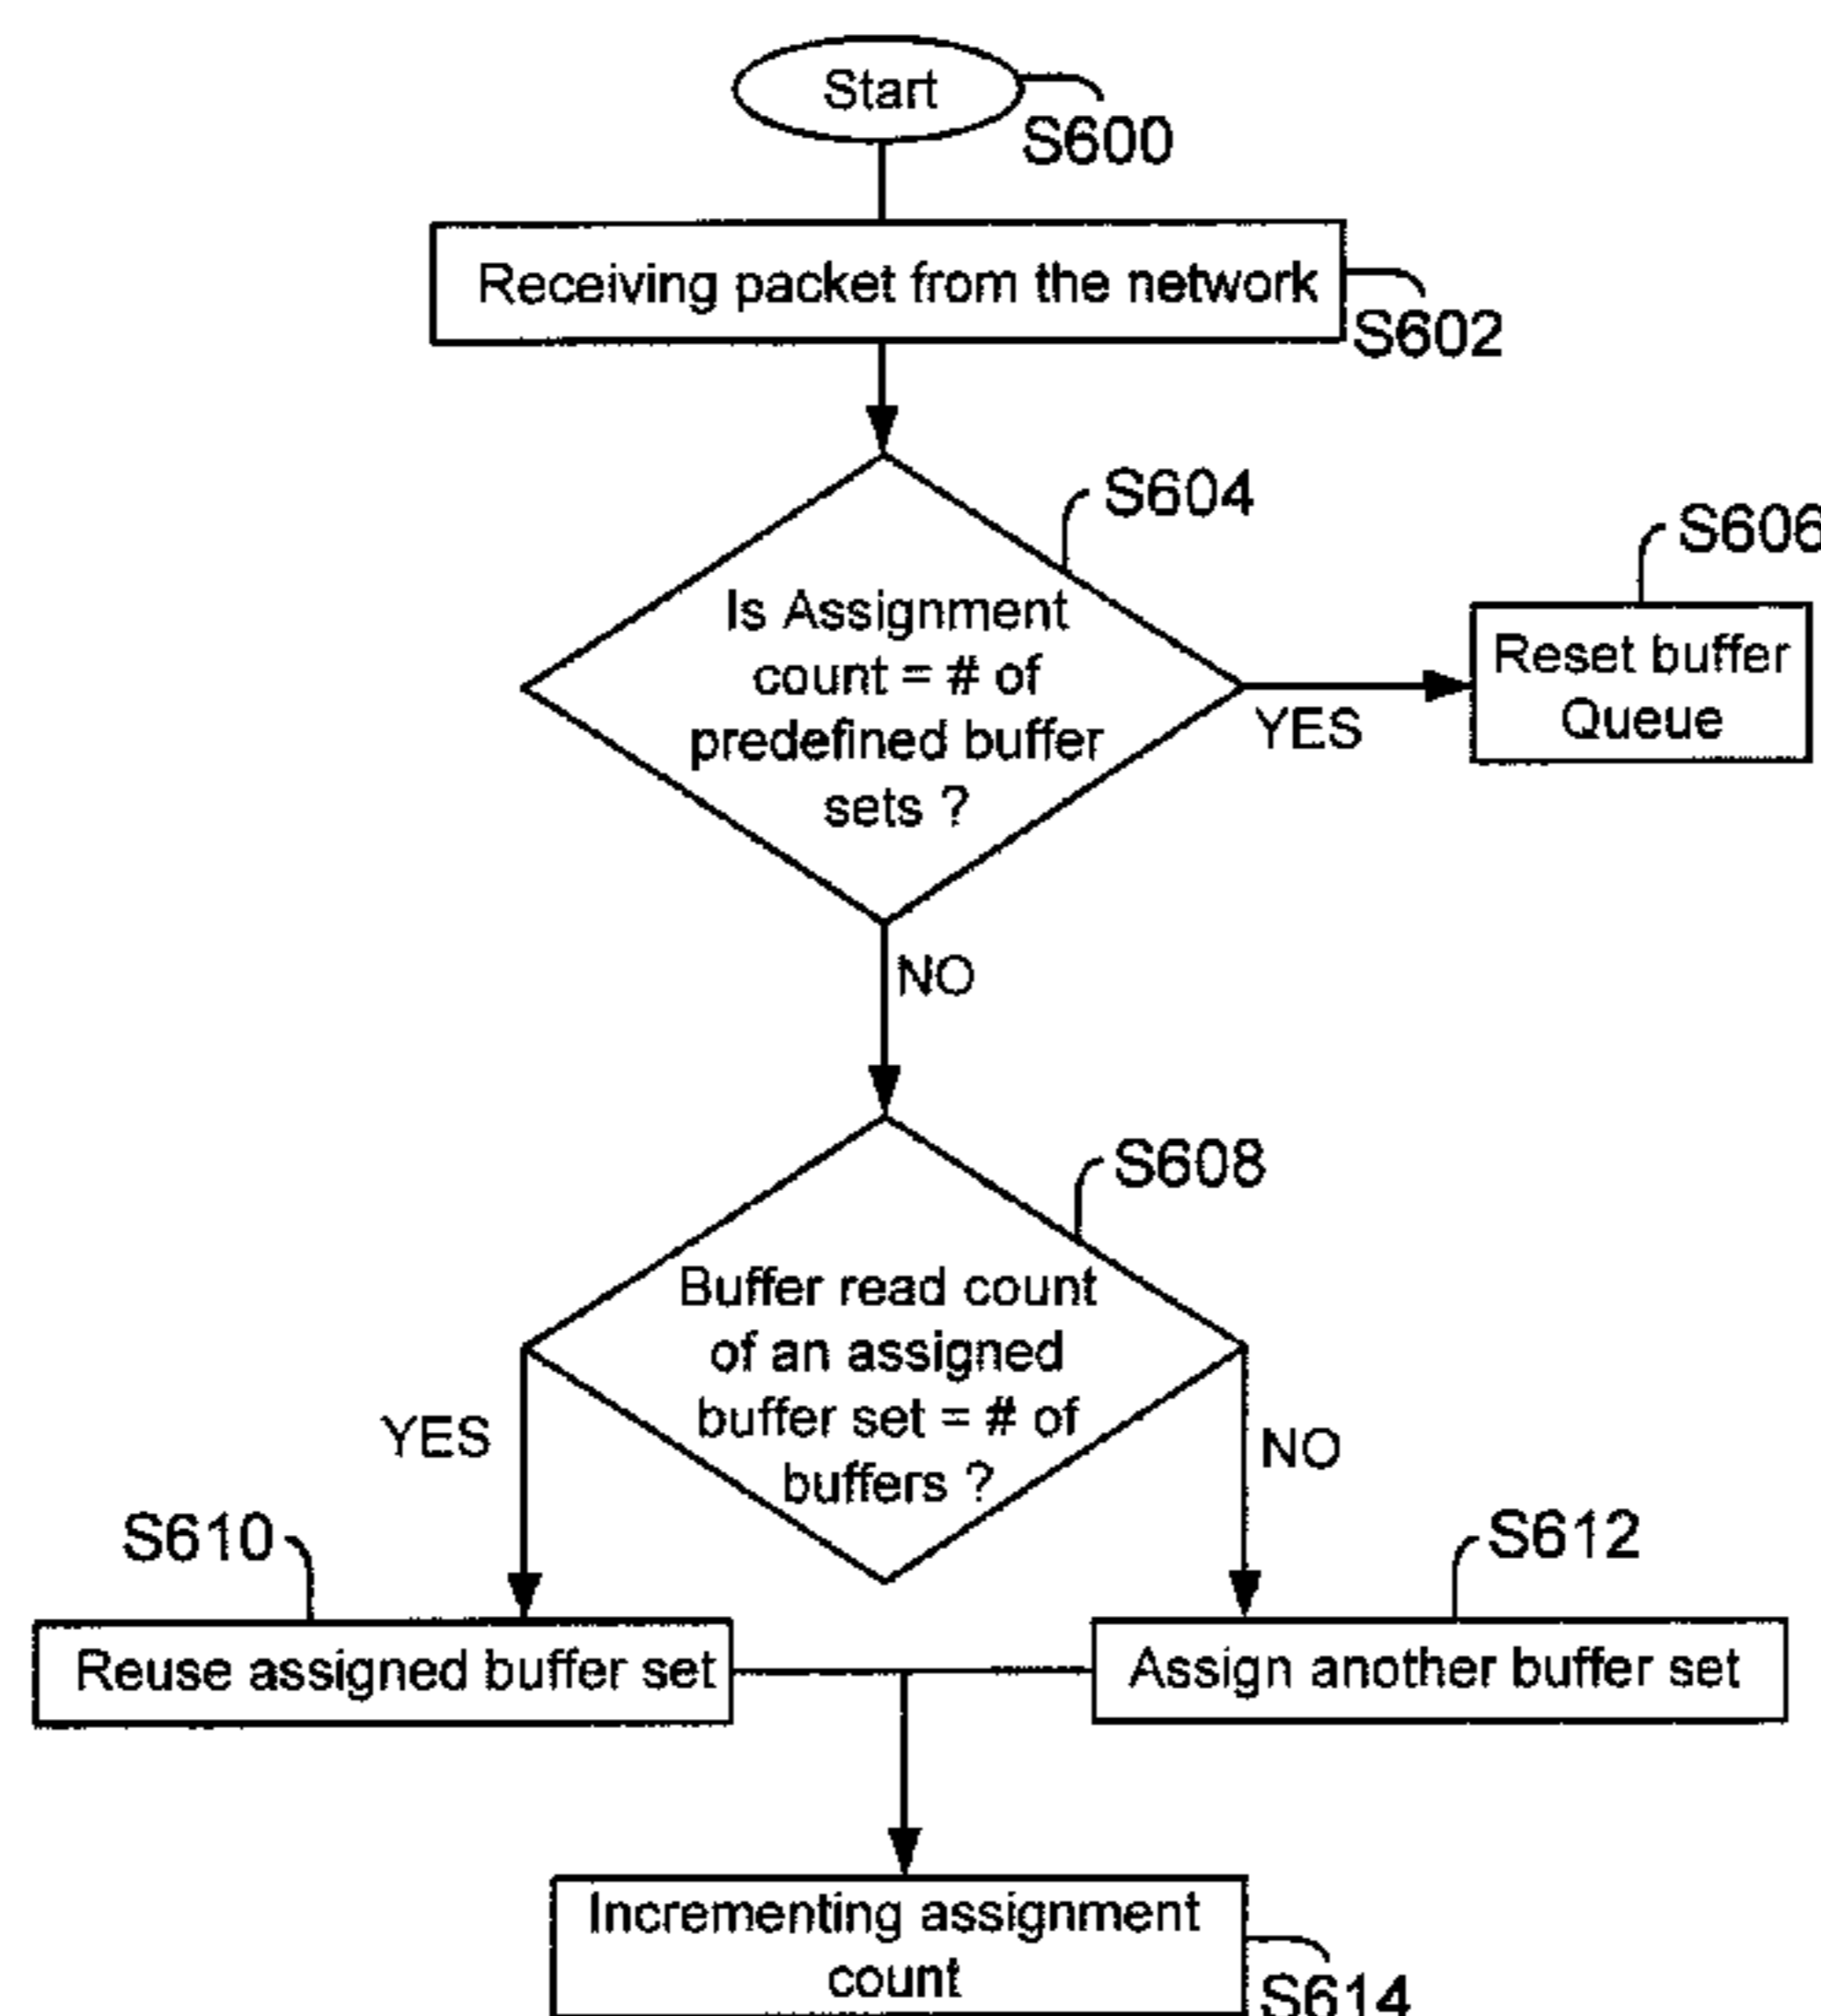 Start
S600
Receiving packet from the network
S602
S604
Is Assignment
count = # of
predefined buffer
sets ?
S606
Reset buffer
Queue
YES
NO
S608
Buffer read count
of an assigned
buffer set = # of
buffers ?
YES
NO
S610
S612
Reuse assigned buffer set
Assign another buffer set
Incrementing assignment
count
S614